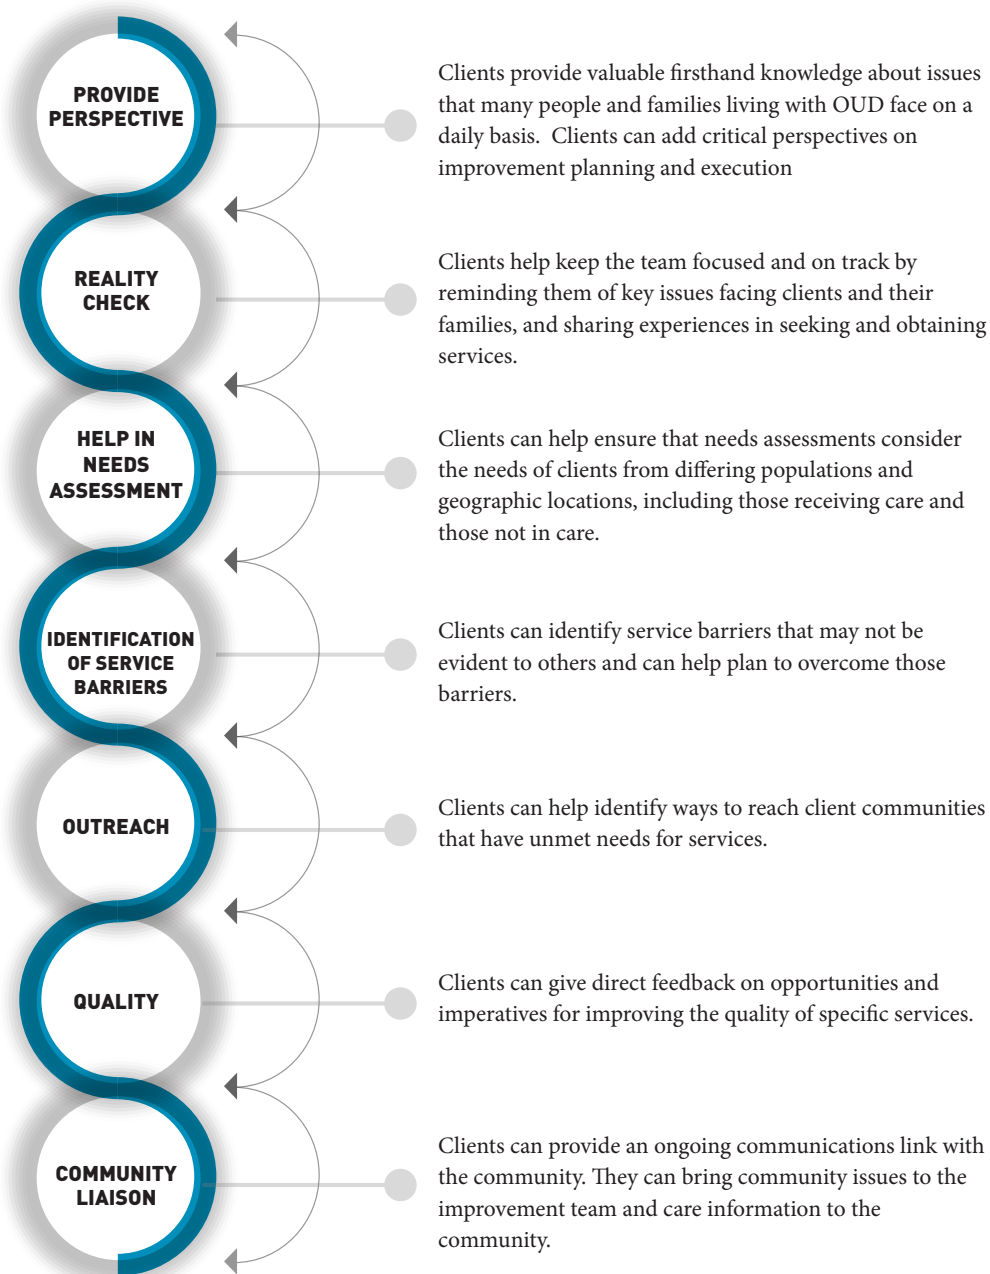 PROVIDE
PERSPECTIVE
Clients provide valuable firsthand knowledge about issues
that many people and families living with OUD face on a
daily basis.  Clients can add critical perspectives on
improvement planning and execution
REALITY
CHECK
Clients help keep the team focused and on track by
reminding them of key issues facing clients and their
families, and sharing experiences in seeking and obtaining
services.
HELP IN
NEEDS
ASSESSMENT
Clients can help ensure that needs assessments consider
the needs of clients from differing populations and
geographic locations, including those receiving care and
those not in care.
IDENTIFICATION
OF SERVICE
BARRIERS
Clients can identify service barriers that may not be
evident to others and can help plan to overcome those
barriers.
OUTREACH
Clients can help identify ways to reach client communities
that have unmet needs for services.
QUALITY
Clients can give direct feedback on opportunities and
imperatives for improving the quality of specific services.
COMMUNITY
LIAISON
Clients can provide an ongoing communications link with
the community. They can bring community issues to the
improvement team and care information to the
community.